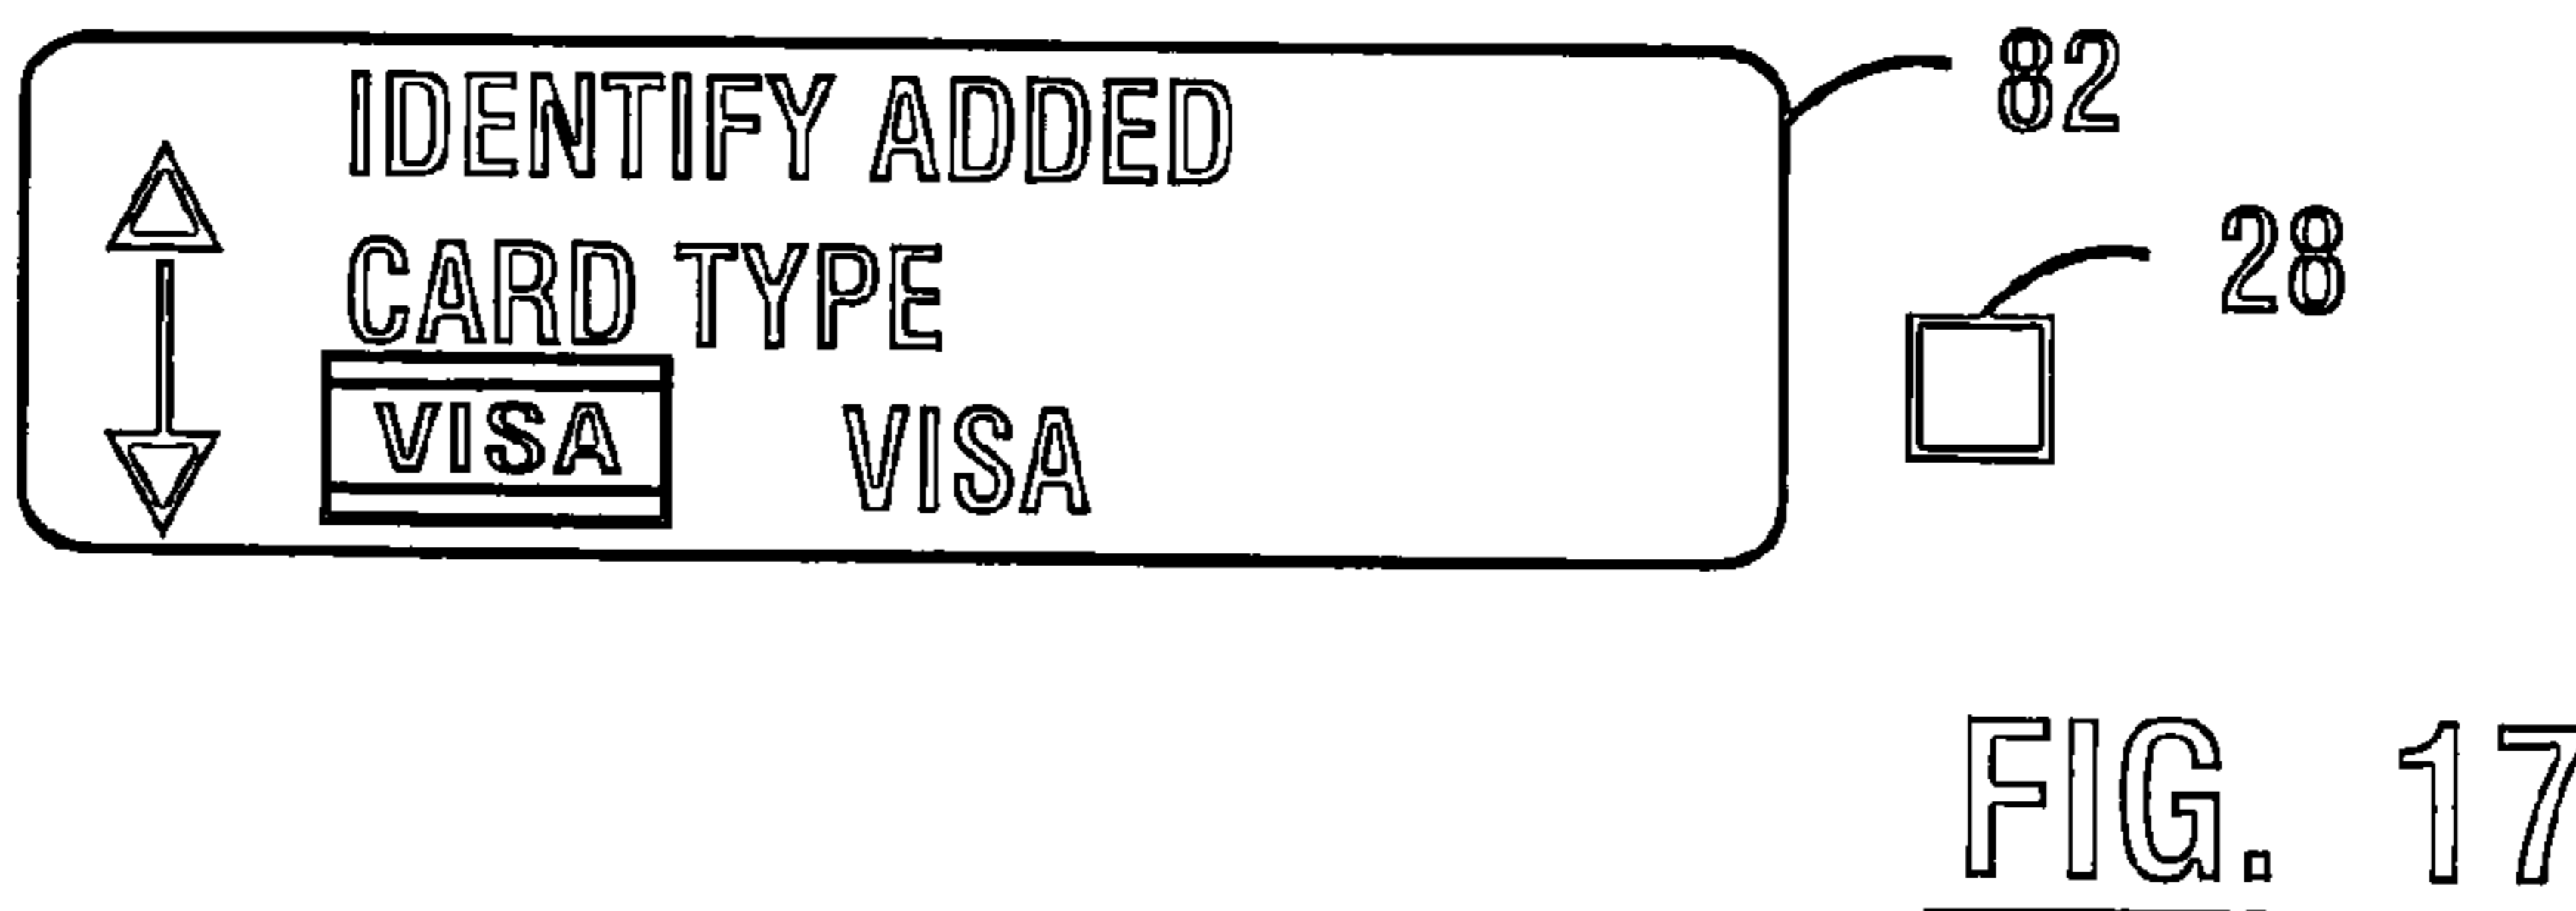 IDENTIFY ADDED
CARD TYPE
VISA VISA
82
28
FIG. 17